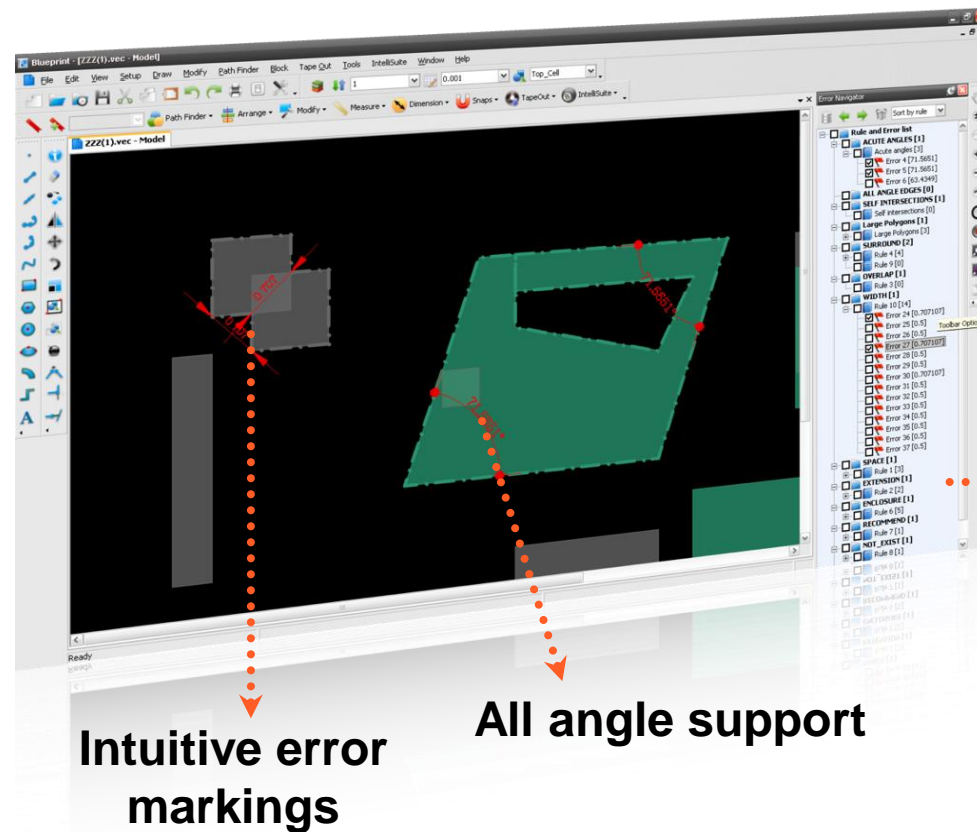 Blueprint - [ZZZ(1).vec - Model]
File Edit View Setup Draw Modify Path Finder Block Tape Out Tools IntelliSuite Window Help
1 0.001 Top_Cell
Path Finder Arrange Modify Measure Dimension Snaps TapeOut IntelliSuite
ZZZ(1).vec - Model
Error Navigator
Sort by rule
Rule and Error list
ACUTE ANGLES [1]
Acute angles [3]
Error 4 [71.5651]
Error 5 [71.5651]
Error 6 [63.4349]
ALL ANGLE EDGES [0]
SELF INTERSECTIONS [1]
Self intersections [0]
Large Polygons [1]
Large Polygons [3]
SURROUND [2]
Rule 4 [4]
Rule 9 [0]
OVERLAP [1]
Rule 3 [0]
WIDTH [1]
Rule 10 [14]
Error 24 [0.707107]
Error 25 [0.5]
Toolbar Optio
Error 26 [0.5]
Error 27 [0.707107]
Error 28 [0.5]
Error 29 [0.5]
Error 30 [0.707107]
Error 31 [0.5]
Error 32 [0.5]
Error 33 [0.5]
Error 34 [0.5]
Error 35 [0.5]
Error 36 [0.5]
Error 37 [0.5]
SPACE [1]
Rule 1 [3]
EXTENSION [1]
Rule 2 [2]
ENCLOSURE [1]
Rule 6 [5]
RECOMMEND [1]
Rule 7 [1]
NOT_EXIST [1]
Rule 8 [1]
0.707
71.5651°
A
Ready
Intuitive error
markings
All angle support